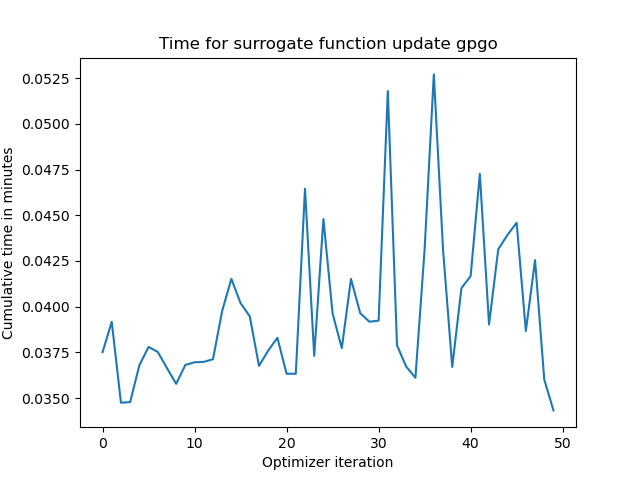 Time for surrogate function update gpgo
Cumulative time in minutes
0.0525
0.0500
0.0475
0.0450
0.0425
0.0400
0.0375
0.0350
0 10 20 30 40 50
Optimizer iteration